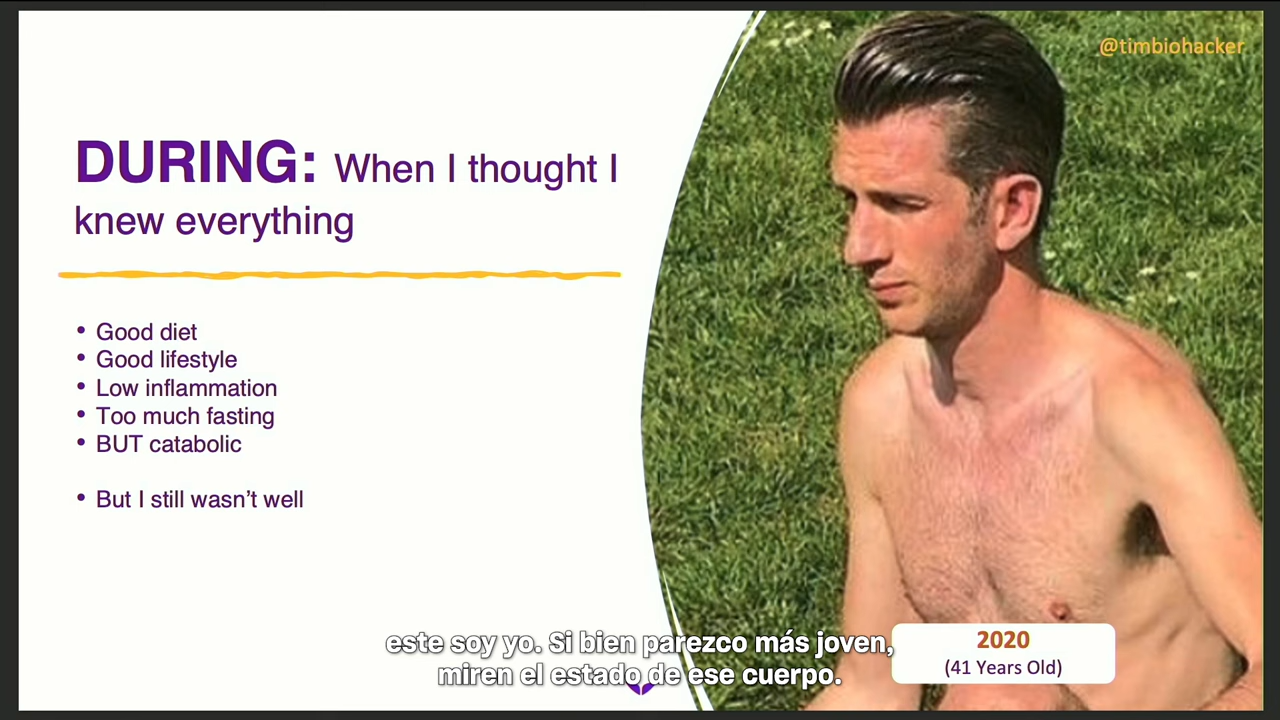 @timbiohacker
DURING: When I thought I
knew everything
• Good diet
• Good lifestyle
• Low inflammation
• Too much fasting
• BUT catabolic
• But I still wasn’t well
este soy yo. Si bien parezco más joven,
miren el estado de ese cuerpo.
2020
(41 Years Old)